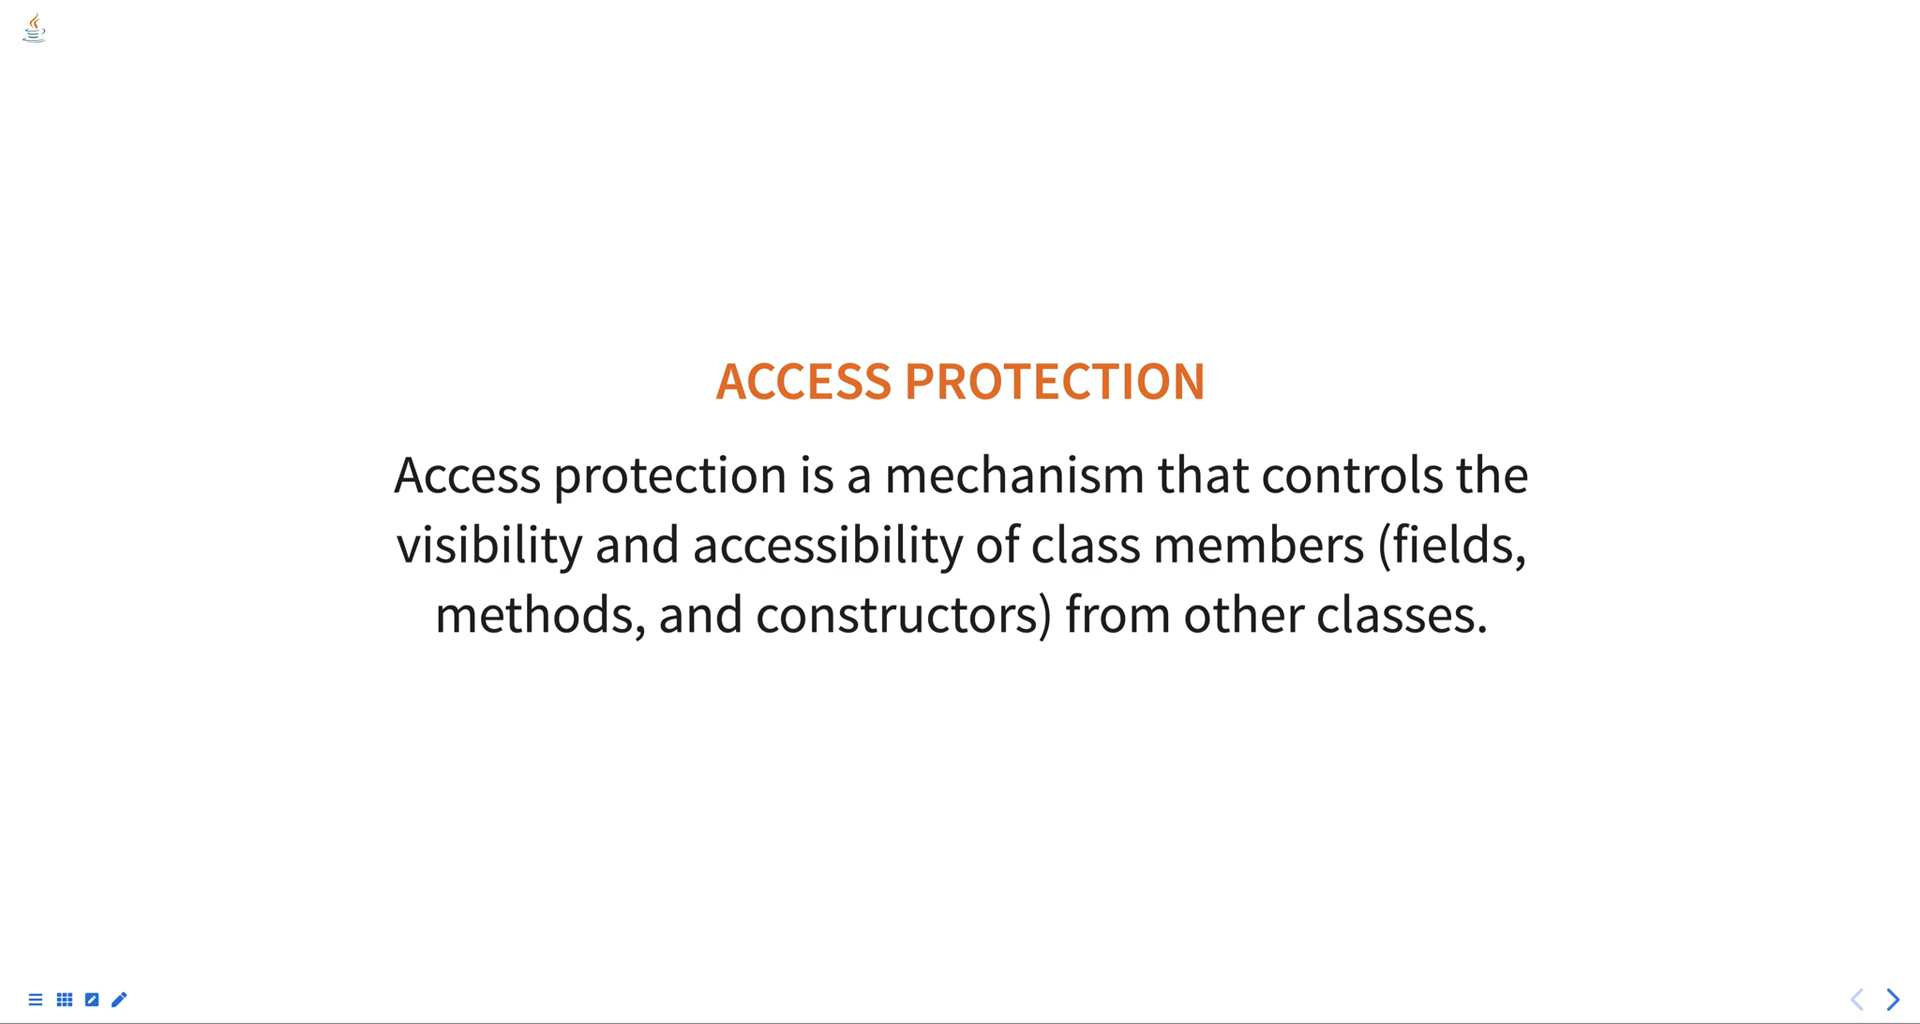 ACCESS PROTECTION
Access protection is a mechanism that controls the
visibility and accessibility of class members (fields,
methods, and constructors) from other classes.